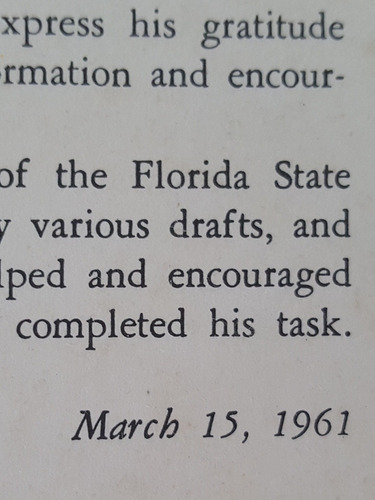 xpress his gratitude
rmation and encour-
of the Florida State
y various drafts, and
lped and encouraged
completed his task.
March 15, 1961